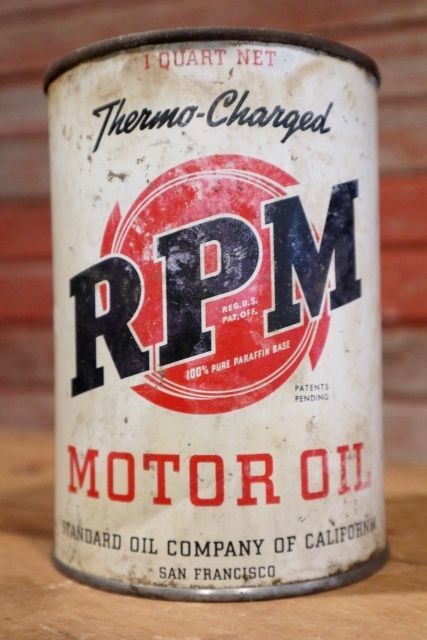 1 QUART NET
Thermo-Charged
RPM
REG. U.S.
PAT. OFF.
100% PURE PARAFFIN BASE
PATENTS
PENDING
MOTOR OIL
STANDARD OIL COMPANY OF CALIFORNIA
SAN FRANCISCO